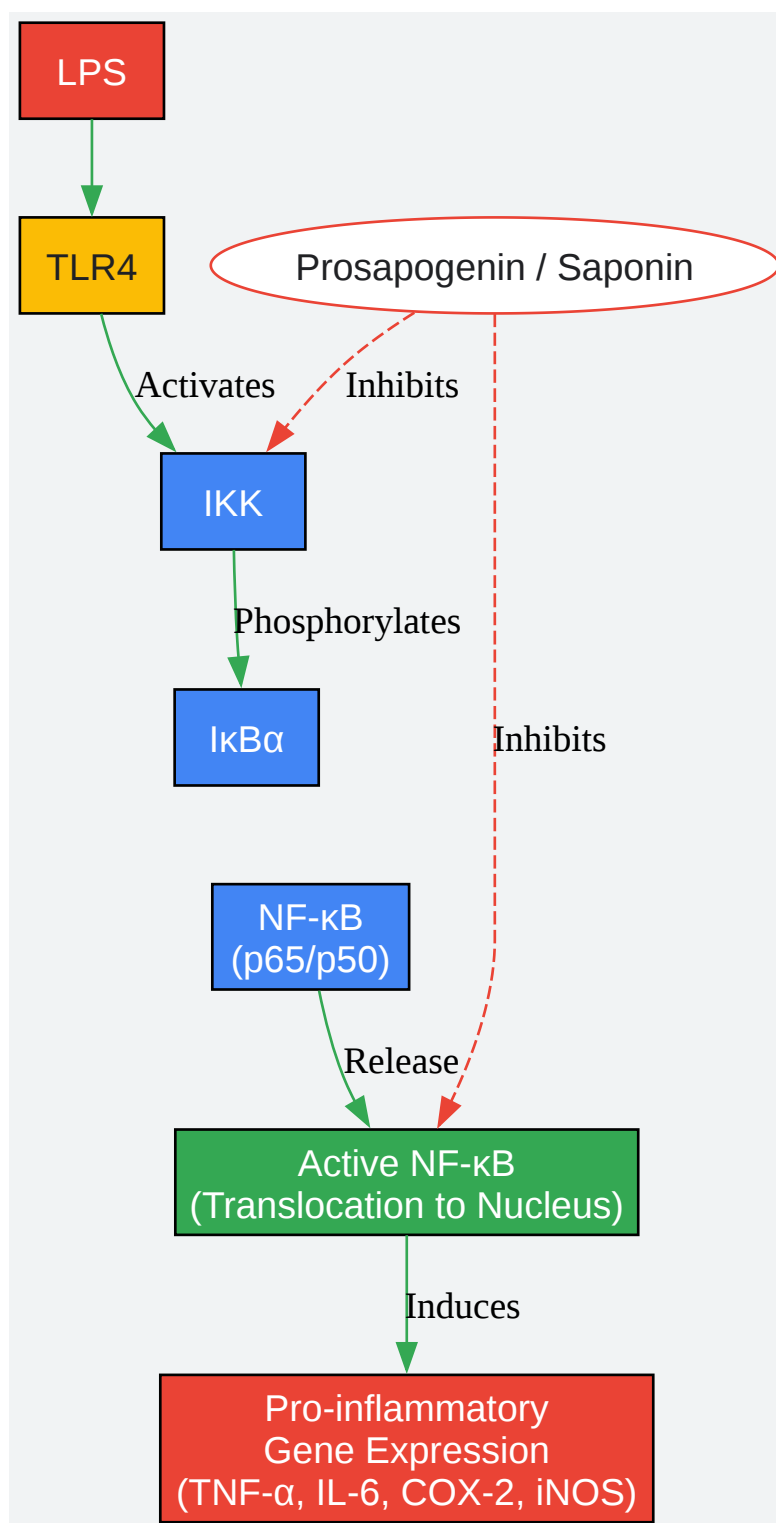 LPS
TLR4
Prosapogenin / Saponin
Activates
Inhibits
IKK
Phosphorylates
IκBα
Inhibits
NF-κB
(p65/p50)
Release
Active NF-κB
(Translocation to Nucleus)
Induces
Pro-inflammatory
Gene Expression
(TNF-α, IL-6, COX-2, iNOS)